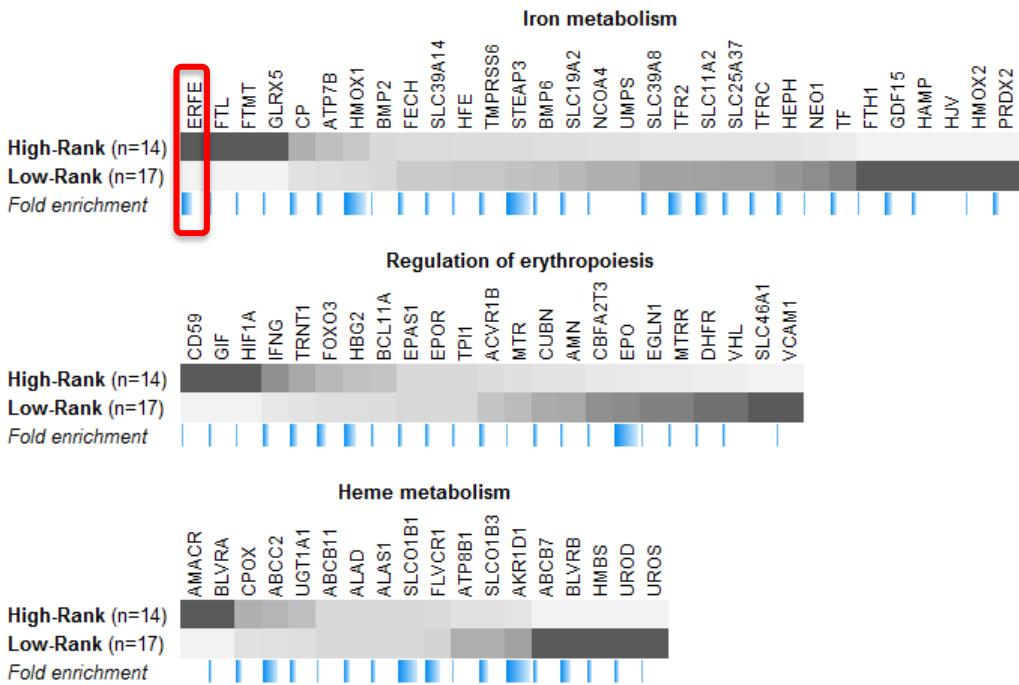 Iron metabolism
ERFE FTL FTMT GLRX5 CP ATP7B HMOX1 BMP2 FECH SLC39A14 HFE TMPRSS6 STEAP3 BMP6 SLC19A2 NCOA4 UMPS SLC39A8 TFR2 SLC11A2 SLC25A37 TFRC HEPH NEO1 TF FTH1 GDF15 HAMP HJV HMOX2 PRDX2
High-Rank (n=14)
Low-Rank (n=17)
Fold enrichment
Regulation of erythropoiesis
CD59 GIF HIF1A IFNG TRNT1 FOXO3 HBG2 BCL11A EPAS1 EPOR TPI1 ACVR1B MTR CUBN AMN CBFA2T3 EPO EGLN1 MTRR DHFR VHL SLC46A1 VCAM1
High-Rank (n=14)
Low-Rank (n=17)
Fold enrichment
Heme metabolism
AMACR BLVRA CPOX ABCC2 UGT1A1 ABCB11 ALAD ALAS1 SLCO1B1 FLVCR1 ATP8B1 SLCO1B3 AKR1D1 ABCB7 BLVRB HMBS UROD UROS
High-Rank (n=14)
Low-Rank (n=17)
Fold enrichment